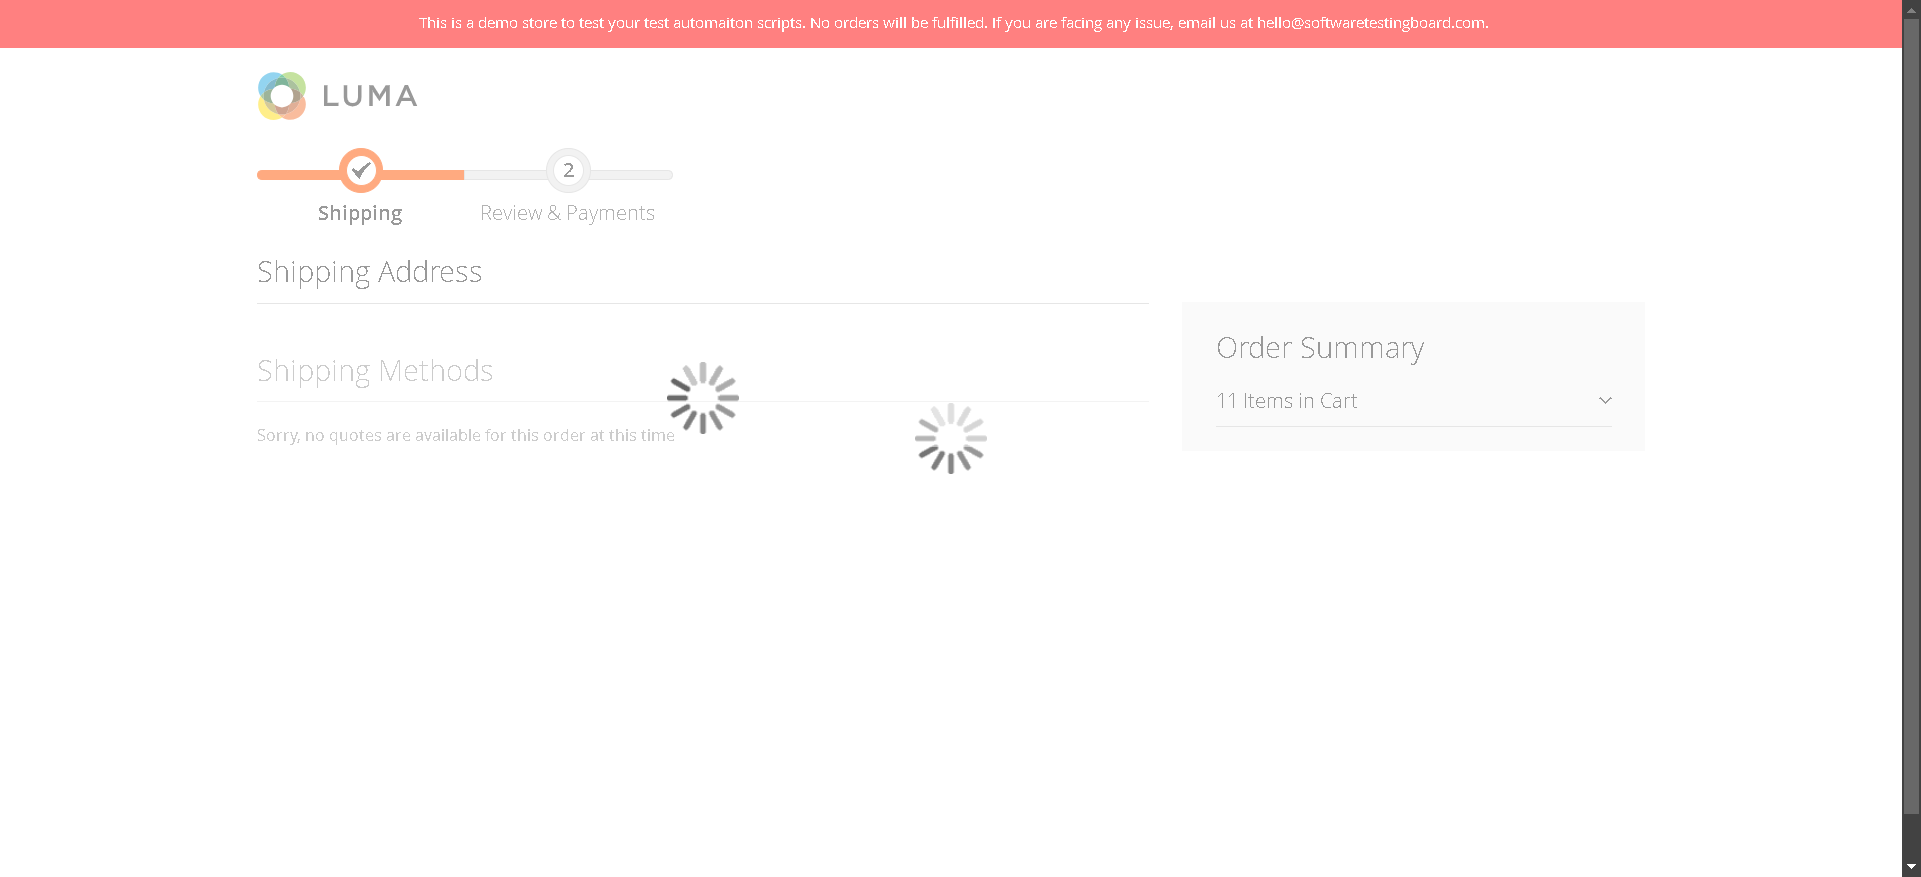 This is a demo store to test your test automaiton scripts. No orders will be fulfilled. If you are facing any issue, email us at hello@softwaretestingboard.com.
LUMA
2
Shipping
Review & Payments
Shipping Address
Shipping Methods
Sorry, no quotes are available for this order at this time
Order Summary
11 Items in Cart